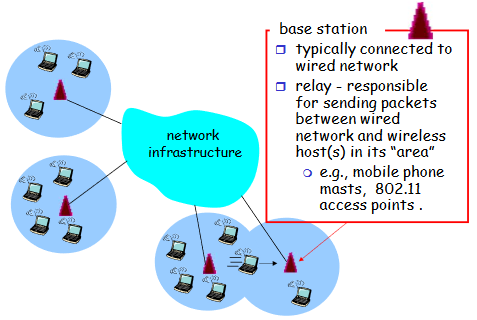 base station
typically connected to
wired network
relay - responsible
for sending packets
between wired
network and wireless
host(s) in its “area”
e.g., mobile phone
masts,  802.11
access points .
network
infrastructure